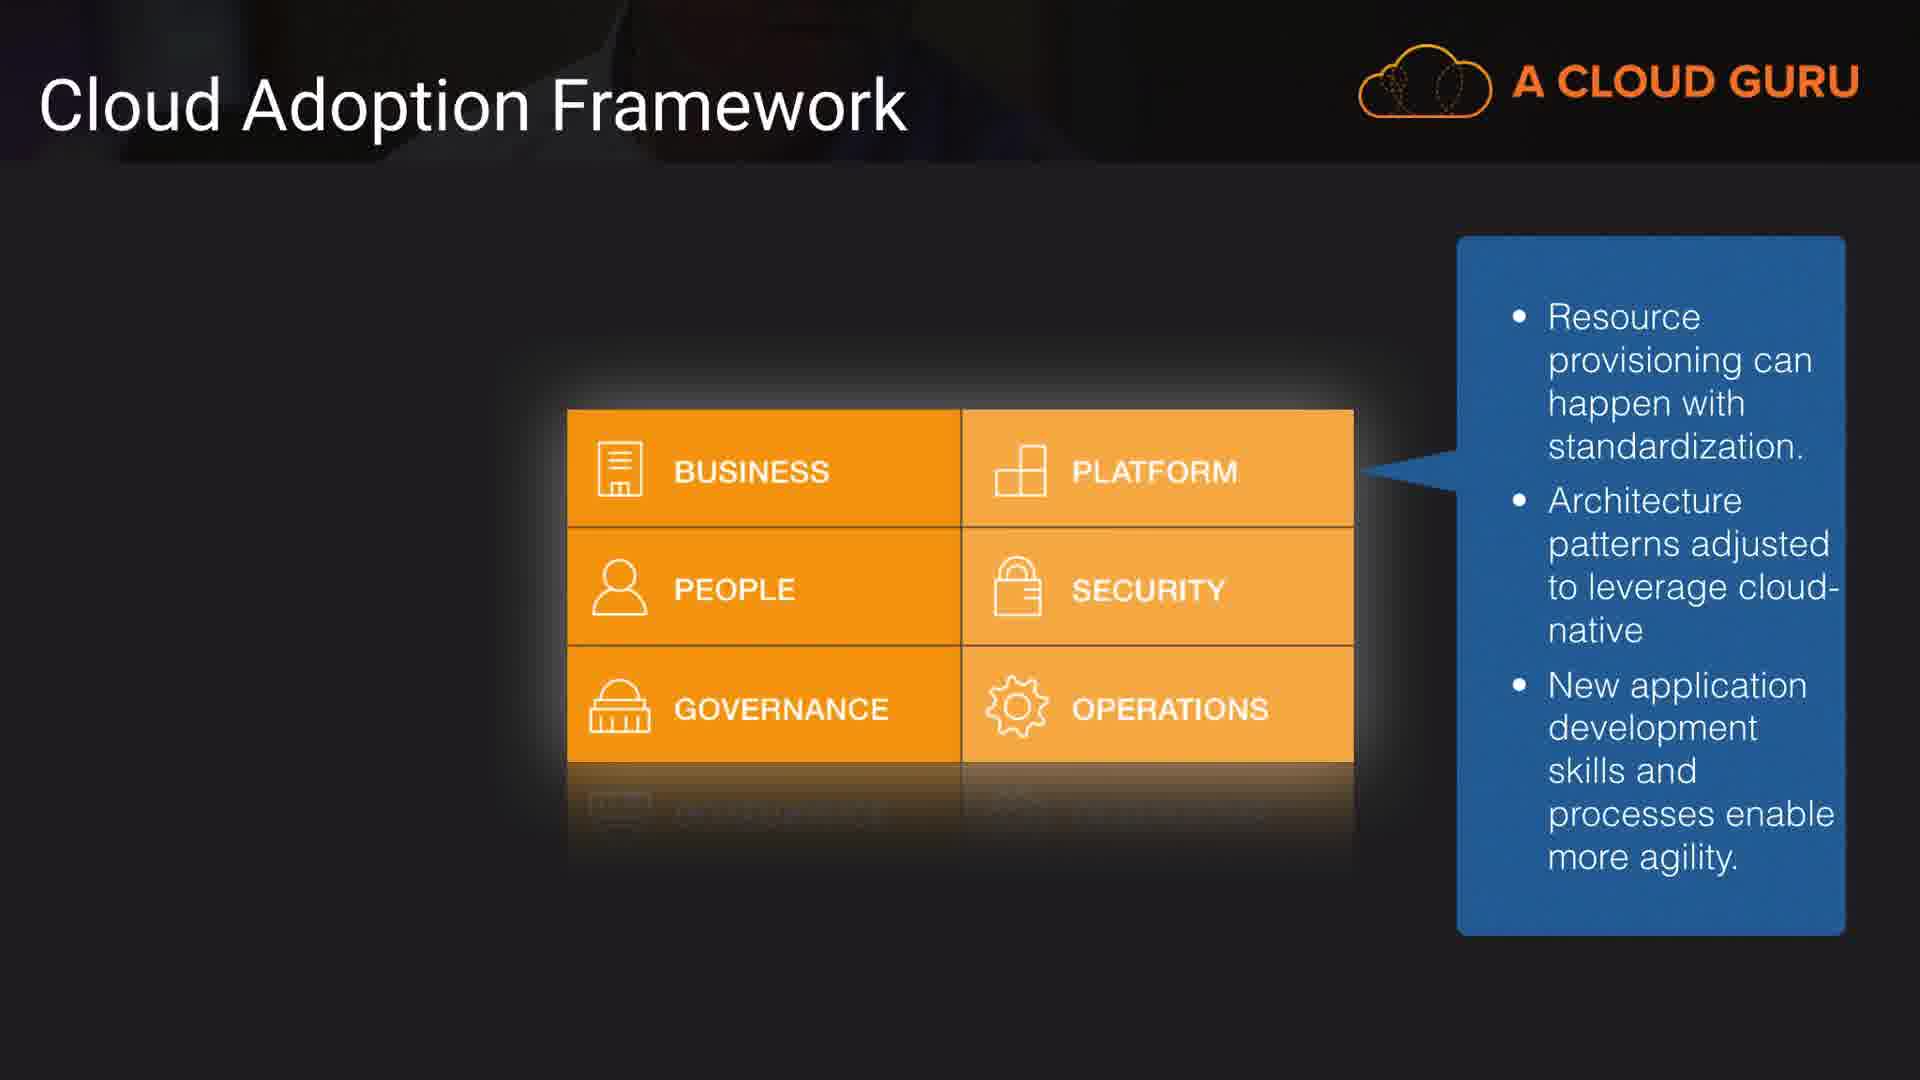 Cloud Adoption Framework
A CLOUD GURU
BUSINESS
PLATFORM
PEOPLE
SECURITY
GOVERNANCE
OPERATIONS
• Resource
provisioning can
happen with
standardization.
• Architecture
patterns adjusted
to leverage cloud-
native
• New application
development
skills and
processes enable
more agility.